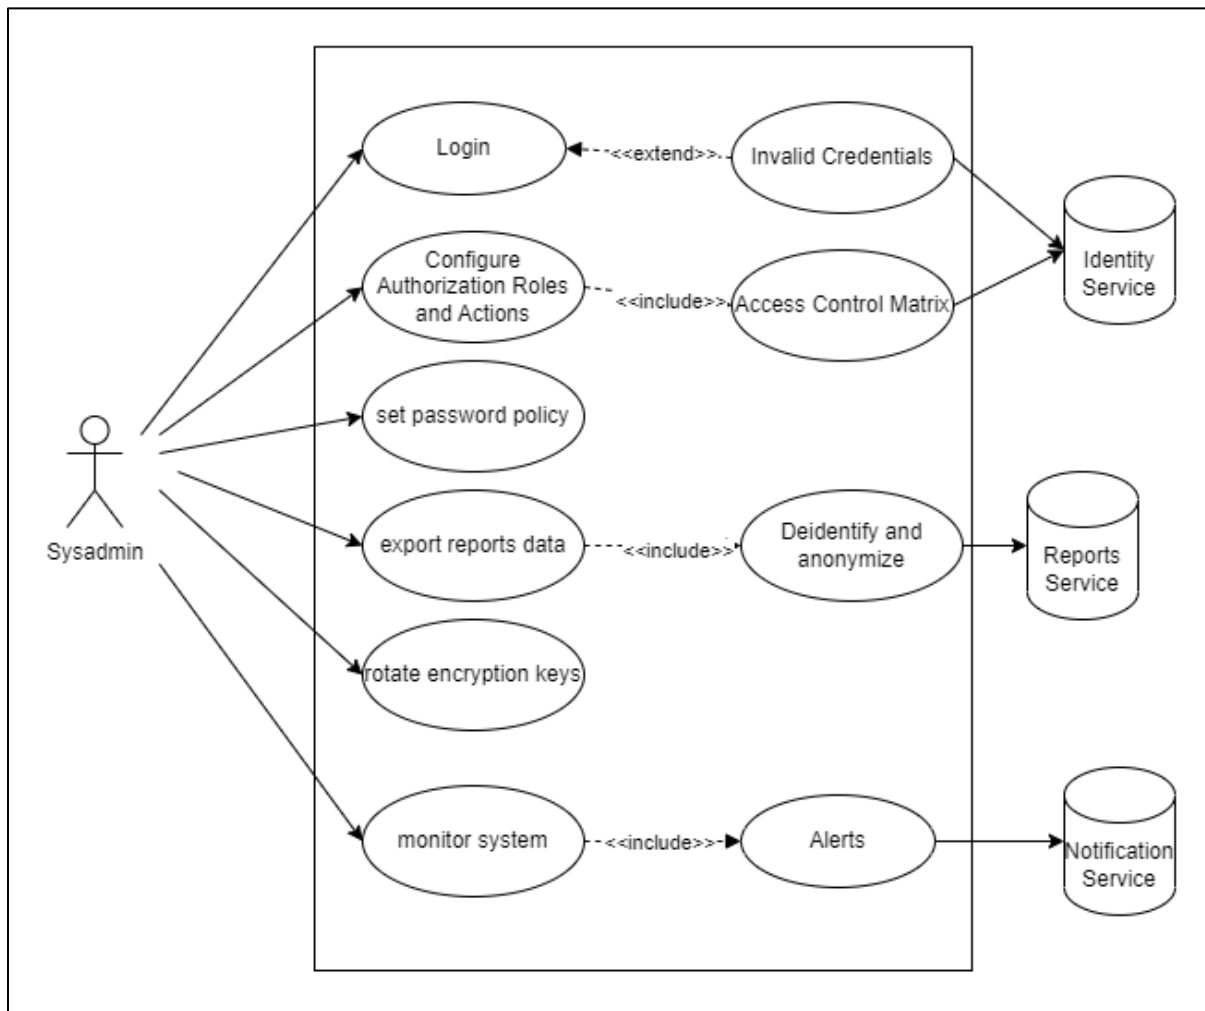 Login
<<extend>>
Invalid Credentials
Configure
Authorization Roles
and Actions
<<include>>
Access Control Matrix
Identity
Service
set password policy
Sysadmin
export reports data
<<include>>
Deidentify and
anonymize
Reports
Service
rotate encryption keys
monitor system
<<include>>
Alerts
Notification
Service